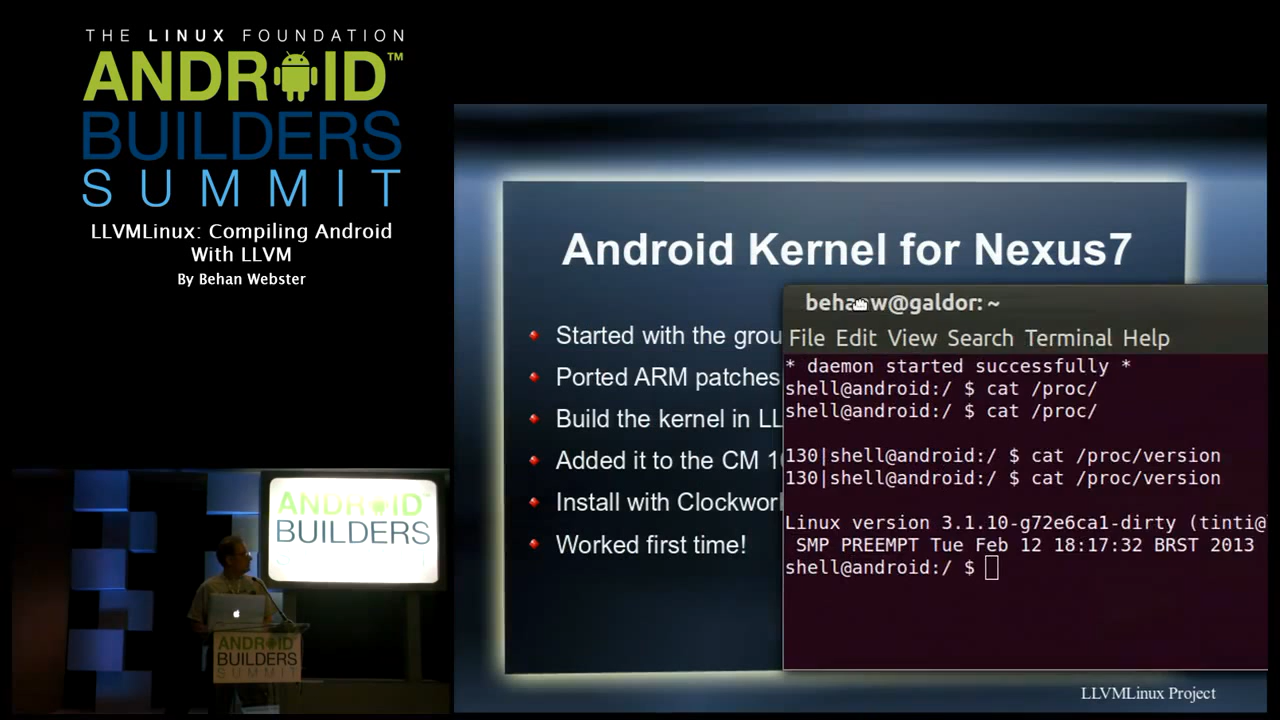 THE LINUX FOUNDATION
ANDROID™
BUILDERS
SUMMIT
LLVMLinux: Compiling Android
With LLVM
By Behan Webster
Android Kernel for Nexus7
Started with the grou
Ported ARM patches
Build the kernel in LL
Added it to the CM 10
Install with Clockwor
Worked first time!
behanw@galdor: ~
File Edit View Search Terminal Help
* daemon started successfully *
shell@android:/ $ cat /proc/
shell@android:/ $ cat /proc/
130|shell@android:/ $ cat /proc/version
130|shell@android:/ $ cat /proc/version
Linux version 3.1.10-g72e6ca1-dirty (tinti@
SMP PREEMPT Tue Feb 12 18:17:32 BRST 2013
shell@android:/ $
LLVMLinux Project
ANDROID
BUILDERS
ANDROID
BUILDERS
SUMMIT